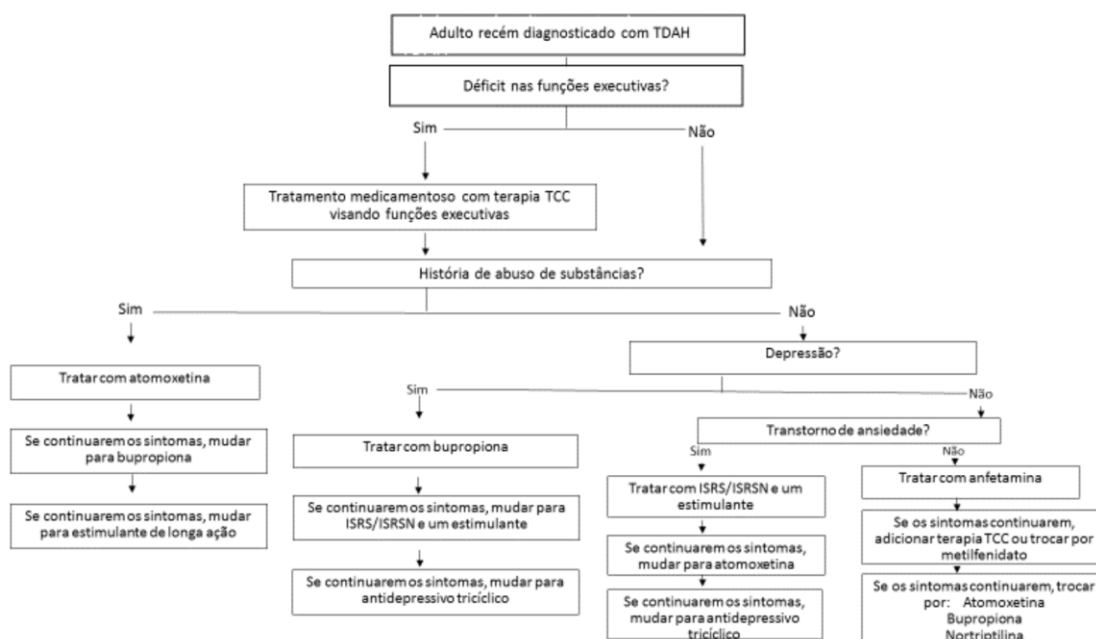 Adulto recém diagnosticado com TDAH
Déficit nas funções executivas?
Sim
Não
Tratamento medicamentoso com terapia TCC
visando funções executivas
História de abuso de substâncias?
Sim
Não
Depressão?
Tratar com atomoxetina
Sim
Não
Se continuarem os sintomas, mudar
para bupropiona
Tratar com bupropiona
Transtorno de ansiedade?
Sim
Não
Se continuarem os sintomas, mudar
para estimulante de longa ação
Se continuarem os sintomas, mudar para
ISRS/ISRSN e um estimulante
Tratar com ISRS/ISRSN e um
estimulante
Tratar com anfetamina
Se continuarem os sintomas, mudar para
antidepressivo tricíclico
Se continuarem os sintomas,
mudar para atomoxetina
Se os sintomas continuarem,
adicionar terapia TCC ou trocar por
metilfenidato
Se continuarem os sintomas,
mudar para antidepressivo
tricíclico
Se os sintomas continuarem, trocar
por: Atomoxetina
Bupropiona
Nortriptilina